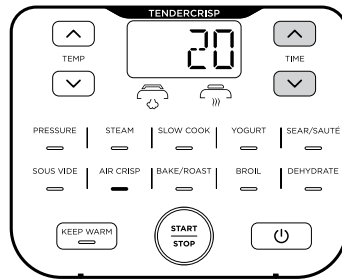 TENDERCRISP
20
TEMP
TIME
PRESSURE STEAM SLOW COOK YOGURT SEAR/SAUTÉ
SOUS VIDE AIR CRISP BAKE/ROAST BROIL DEHYDRATE
KEEP WARM
START
STOP